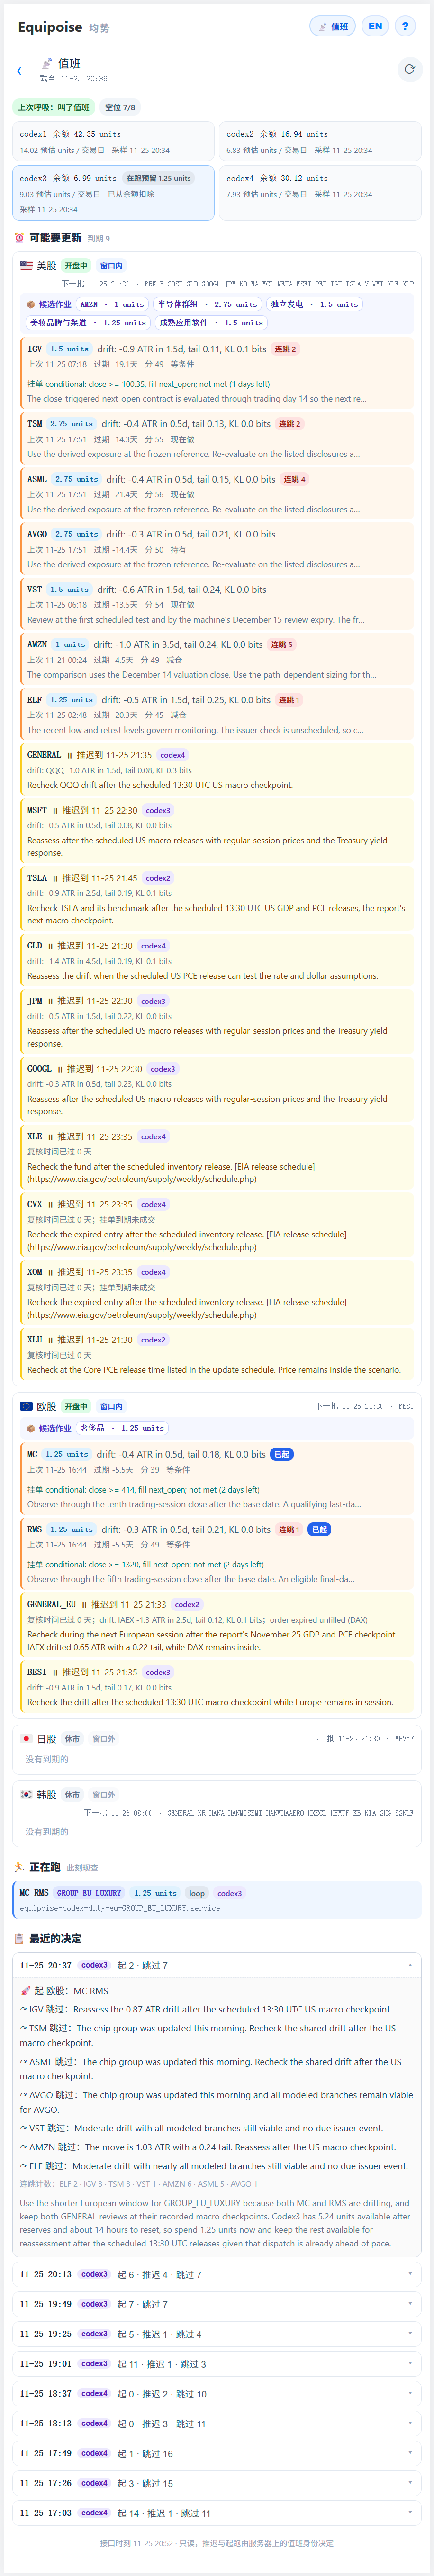 Equipoise 均势
值班
EN
?
值班
截至 11-25 20:36
上次呼吸：叫了值班
空位 7/8
codex1 余额 42.35 units
14.02 预估 units / 交易日 采样 11-25 20:34
codex2 余额 16.94 units
6.83 预估 units / 交易日 采样 11-25 20:34
codex3 余额 6.99 units 在跑预留 1.25 units
9.03 预估 units / 交易日 已从余额扣除
采样 11-25 20:34
codex4 余额 30.12 units
7.93 预估 units / 交易日 采样 11-25 20:34
可能要更新 到期 9
美股 开盘中 窗口内
下一批 11-25 21:30 · BRK.B COST GLD GOOGL JPM KO MA MCD META MSFT PEP TGT TSLA V WMT XLF XLP
候选作业 AMZN · 1 units 半导体群组 · 2.75 units 独立发电 · 1.5 units
美妆品牌与渠道 · 1.25 units 成熟应用软件 · 1.5 units
IGV 1.5 units drift: -0.9 ATR in 1.5d, tail 0.11, KL 0.1 bits 连跳 2
上次 11-25 07:18 过期 -19.1天 分 49 等条件
挂单 conditional: close >= 100.35, fill next_open; not met (1 days left)
The close-triggered next-open contract is evaluated through trading day 14 so the next re...
TSM 2.75 units drift: -0.4 ATR in 0.5d, tail 0.13, KL 0.0 bits 连跳 2
上次 11-25 17:51 过期 -14.3天 分 55 现在做
Use the derived exposure at the frozen reference. Re-evaluate on the listed disclosures a...
ASML 2.75 units drift: -0.4 ATR in 0.5d, tail 0.15, KL 0.0 bits 连跳 4
上次 11-25 17:51 过期 -21.4天 分 56 现在做
Use the derived exposure at the frozen reference. Re-evaluate on the listed disclosures a...
AVGO 2.75 units drift: -0.3 ATR in 0.5d, tail 0.21, KL 0.0 bits
上次 11-25 17:51 过期 -14.4天 分 50 持有
Use the derived exposure at the frozen reference. Re-evaluate on the listed disclosures a...
VST 1.5 units drift: -0.6 ATR in 1.5d, tail 0.24, KL 0.0 bits
上次 11-25 06:18 过期 -13.5天 分 54 现在做
Review at the first scheduled test and by the machine's December 15 review expiry. The fr...
AMZN 1 units drift: -1.0 ATR in 3.5d, tail 0.24, KL 0.0 bits 连跳 5
上次 11-21 00:24 过期 -4.5天 分 49 减仓
The comparison uses the December 14 valuation close. Use the path-dependent sizing for th...
ELF 1.25 units drift: -0.5 ATR in 1.5d, tail 0.25, KL 0.0 bits 连跳 1
上次 11-25 02:48 过期 -20.3天 分 45 减仓
The recent low and retest levels govern monitoring. The issuer check is unscheduled, so c...
GENERAL ⏸ 推迟到 11-25 21:35 codex4
drift: QQQ -1.0 ATR in 1.5d, tail 0.08, KL 0.3 bits
Recheck QQQ drift after the scheduled 13:30 UTC US macro checkpoint.
MSFT ⏸ 推迟到 11-25 22:30 codex3
drift: -0.5 ATR in 0.5d, tail 0.08, KL 0.0 bits
Reassess after the scheduled US macro releases with regular-session prices and the Treasury yield
response.
TSLA ⏸ 推迟到 11-25 21:45 codex2
drift: -0.9 ATR in 2.5d, tail 0.19, KL 0.1 bits
Recheck TSLA and its benchmark after the scheduled 13:30 UTC US GDP and PCE releases, the report's
next macro checkpoint.
GLD ⏸ 推迟到 11-25 21:30 codex4
drift: -1.4 ATR in 4.5d, tail 0.19, KL 0.1 bits
Reassess the drift when the scheduled US PCE release can test the rate and dollar assumptions.
JPM ⏸ 推迟到 11-25 22:30 codex3
drift: -0.5 ATR in 1.5d, tail 0.22, KL 0.0 bits
Reassess after the scheduled US macro releases with regular-session prices and the Treasury yield
response.
GOOGL ⏸ 推迟到 11-25 22:30 codex3
drift: -0.3 ATR in 0.5d, tail 0.23, KL 0.0 bits
Reassess after the scheduled US macro releases with regular-session prices and the Treasury yield
response.
XLE ⏸ 推迟到 11-25 23:35 codex4
复核时间已过 0 天
Recheck the fund after the scheduled inventory release. [EIA release schedule]
(https://www.eia.gov/petroleum/supply/weekly/schedule.php)
CVX ⏸ 推迟到 11-25 23:35 codex4
复核时间已过 0 天；挂单到期未成交
Recheck the expired entry after the scheduled inventory release. [EIA release schedule]
(https://www.eia.gov/petroleum/supply/weekly/schedule.php)
XOM ⏸ 推迟到 11-25 23:35 codex4
复核时间已过 0 天；挂单到期未成交
Recheck the expired entry after the scheduled inventory release. [EIA release schedule]
(https://www.eia.gov/petroleum/supply/weekly/schedule.php)
XLU ⏸ 推迟到 11-25 21:30 codex2
复核时间已过 0 天
Recheck at the Core PCE release time listed in the update schedule. Price remains inside the scenario.
欧股 开盘中 窗口内
下一批 11-25 21:30 · BESI
候选作业 奢侈品 · 1.25 units
MC 1.25 units drift: -0.4 ATR in 0.5d, tail 0.18, KL 0.0 bits 已起
上次 11-25 16:44 过期 -5.5天 分 39 等条件
挂单 conditional: close >= 414, fill next_open; not met (2 days left)
Observe through the tenth trading-session close after the base date. A qualifying last-da...
RMS 1.25 units drift: -0.3 ATR in 0.5d, tail 0.21, KL 0.0 bits 连跳 1 已起
上次 11-25 16:44 过期 -5.5天 分 49 等条件
挂单 conditional: close >= 1320, fill next_open; not met (2 days left)
Observe through the fifth trading-session close after the base date. An eligible final-da...
GENERAL_EU ⏸ 推迟到 11-25 21:33 codex2
复核时间已过 0 天；drift: IAEX -1.3 ATR in 2.5d, tail 0.12, KL 0.1 bits；order expired unfilled (DAX)
Recheck during the next European session after the report's November 25 GDP and PCE checkpoint.
IAEX drifted 0.65 ATR with a 0.22 tail, while DAX remains inside.
BESI ⏸ 推迟到 11-25 21:35 codex3
drift: -0.9 ATR in 1.5d, tail 0.17, KL 0.0 bits
Recheck the drift after the scheduled 13:30 UTC macro checkpoint while Europe remains in session.
日股 休市 窗口外
下一批 11-25 21:30 · MHVYF
没有到期的
韩股 休市 窗口外
下一批 11-26 08:00 · GENERAL_KR HANA HANMISEMI HANWHAAERO HXSCL HYMTF KB KIA SHG SSNLF
没有到期的
正在跑 此刻现查
MC RMS GROUP_EU_LUXURY 1.25 units loop codex3
equipoise-codex-duty-eu-GROUP_EU_LUXURY.service
最近的决定
11-25 20:37 codex3 起 2 · 跳过 7
起 欧股：MC RMS
↷ IGV 跳过：Reassess the 0.87 ATR drift after the scheduled 13:30 UTC US macro checkpoint.
↷ TSM 跳过：The chip group was updated this morning. Recheck the shared drift after the US
macro checkpoint.
↷ ASML 跳过：The chip group was updated this morning. Recheck the shared drift after the US
macro checkpoint.
↷ AVGO 跳过：The chip group was updated this morning and all modeled branches remain viable
for AVGO.
↷ VST 跳过：Moderate drift with all modeled branches still viable and no due issuer event.
↷ AMZN 跳过：The move is 1.03 ATR with a 0.24 tail. Reassess after the US macro checkpoint.
↷ ELF 跳过：Moderate drift with nearly all modeled branches still viable and no due issuer event.
连跳计数：ELF 2 · IGV 3 · TSM 3 · VST 1 · AMZN 6 · ASML 5 · AVGO 1
Use the shorter European window for GROUP_EU_LUXURY because both MC and RMS are drifting, and
keep both GENERAL reviews at their recorded macro checkpoints. Codex3 has 5.24 units available after
reserves and about 14 hours to reset, so spend 1.25 units now and keep the rest available for
reassessment after the scheduled 13:30 UTC releases given that dispatch is already ahead of pace.
11-25 20:13 codex3 起 6 · 推迟 4 · 跳过 7
11-25 19:49 codex3 起 7 · 跳过 7
11-25 19:25 codex3 起 5 · 推迟 1 · 跳过 4
11-25 19:01 codex3 起 11 · 推迟 1 · 跳过 3
11-25 18:37 codex4 起 0 · 推迟 2 · 跳过 10
11-25 18:13 codex4 起 0 · 推迟 3 · 跳过 11
11-25 17:49 codex4 起 1 · 跳过 16
11-25 17:26 codex4 起 3 · 跳过 15
11-25 17:03 codex4 起 14 · 推迟 1 · 跳过 11
接口时刻 11-25 20:52 · 只读，推迟与起跑由服务器上的值班身份决定